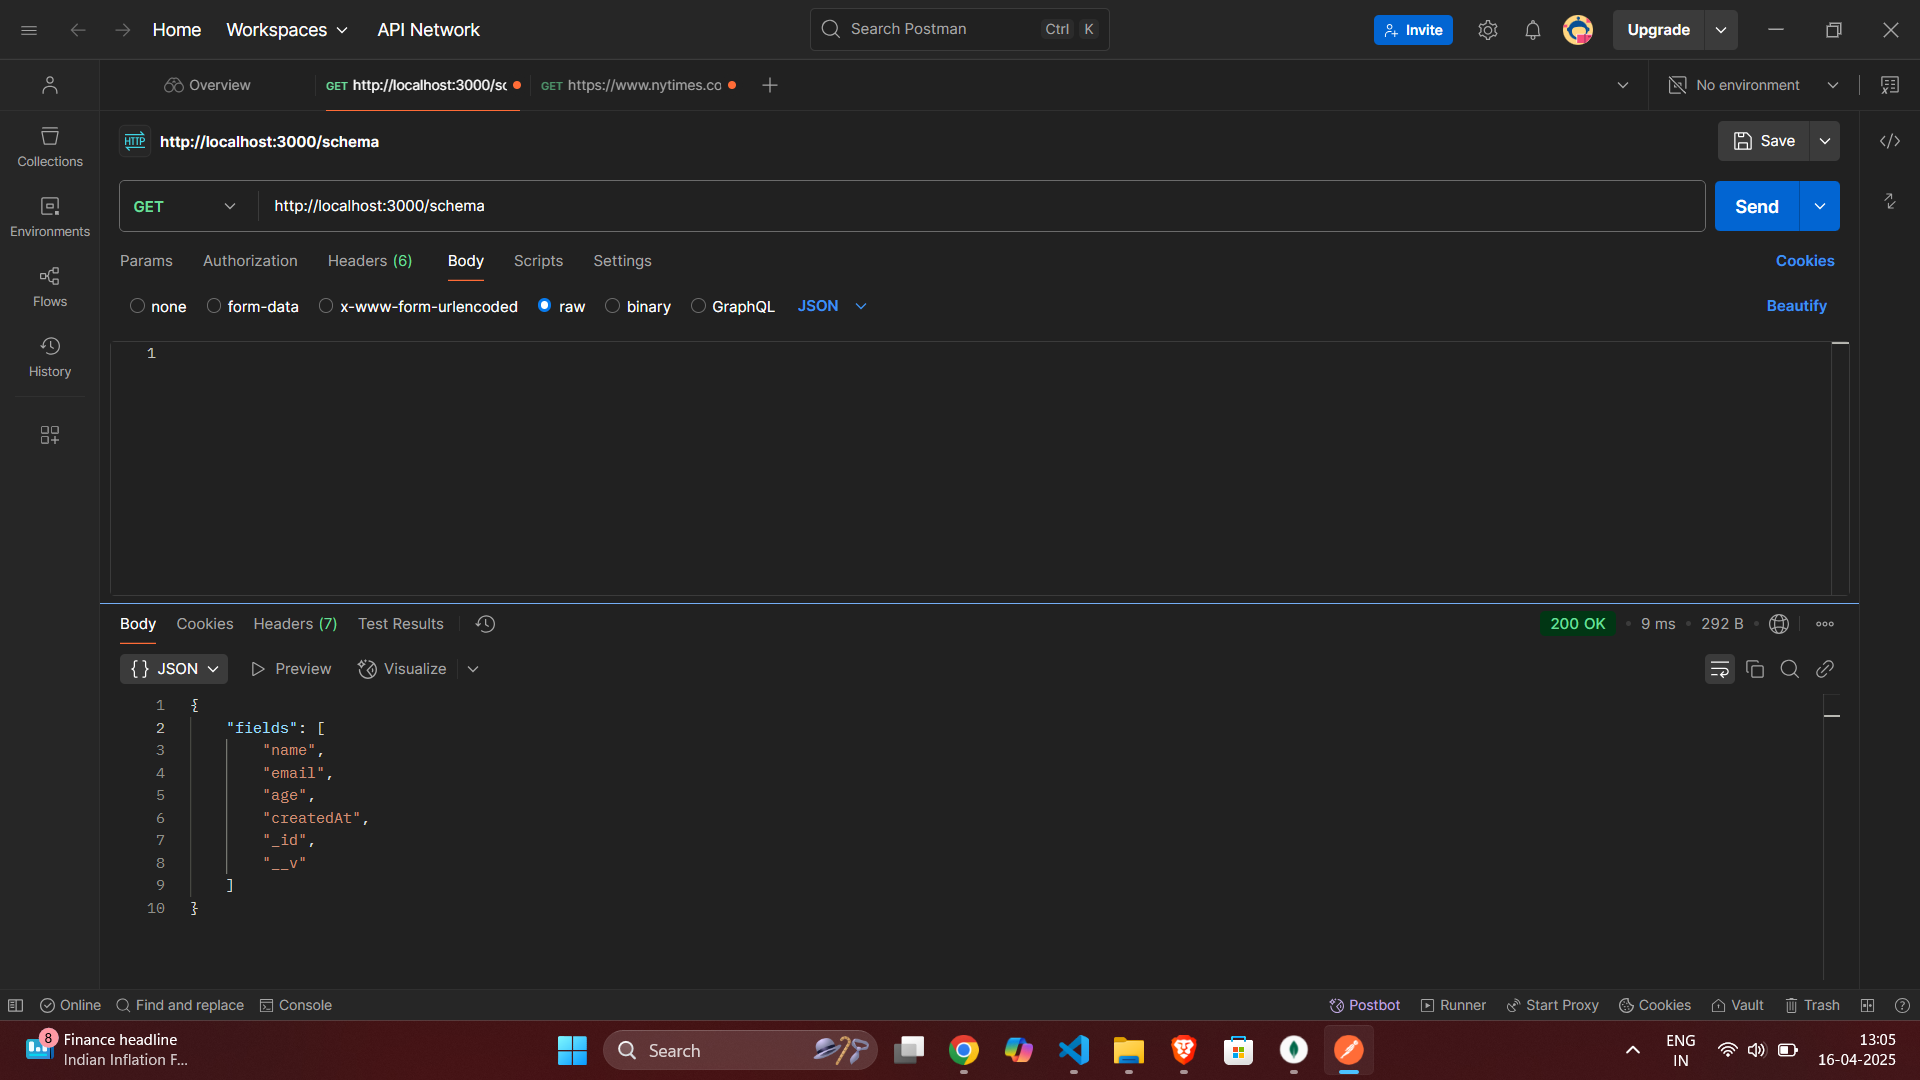 Home
Workspaces
API Network
Search Postman
Ctrl
K
Invite
Upgrade
Overview
GET http://localhost:3000/sc
GET https://www.nytimes.co
No environment
HTTP
http://localhost:3000/schema
Save
Collections
Environments
Flows
History
GET
http://localhost:3000/schema
Send
Params
Authorization
Headers (6)
Body
Scripts
Settings
Cookies
none
form-data
x-www-form-urlencoded
raw
binary
GraphQL
JSON
Beautify
1
Body
Cookies
Headers (7)
Test Results
200 OK
9 ms
292 B
{} JSON
Preview
Visualize
1 {
2 "fields": [
3 "name",
4 "email",
5 "age",
6 "createdAt",
7 "_id",
8 "__v"
9 ]
10 }
Online
Find and replace
Console
Postbot
Runner
Start Proxy
Cookies
Vault
Trash
8
Finance headline
Indian Inflation F...
Search
ENG
IN
13:05
16-04-2025